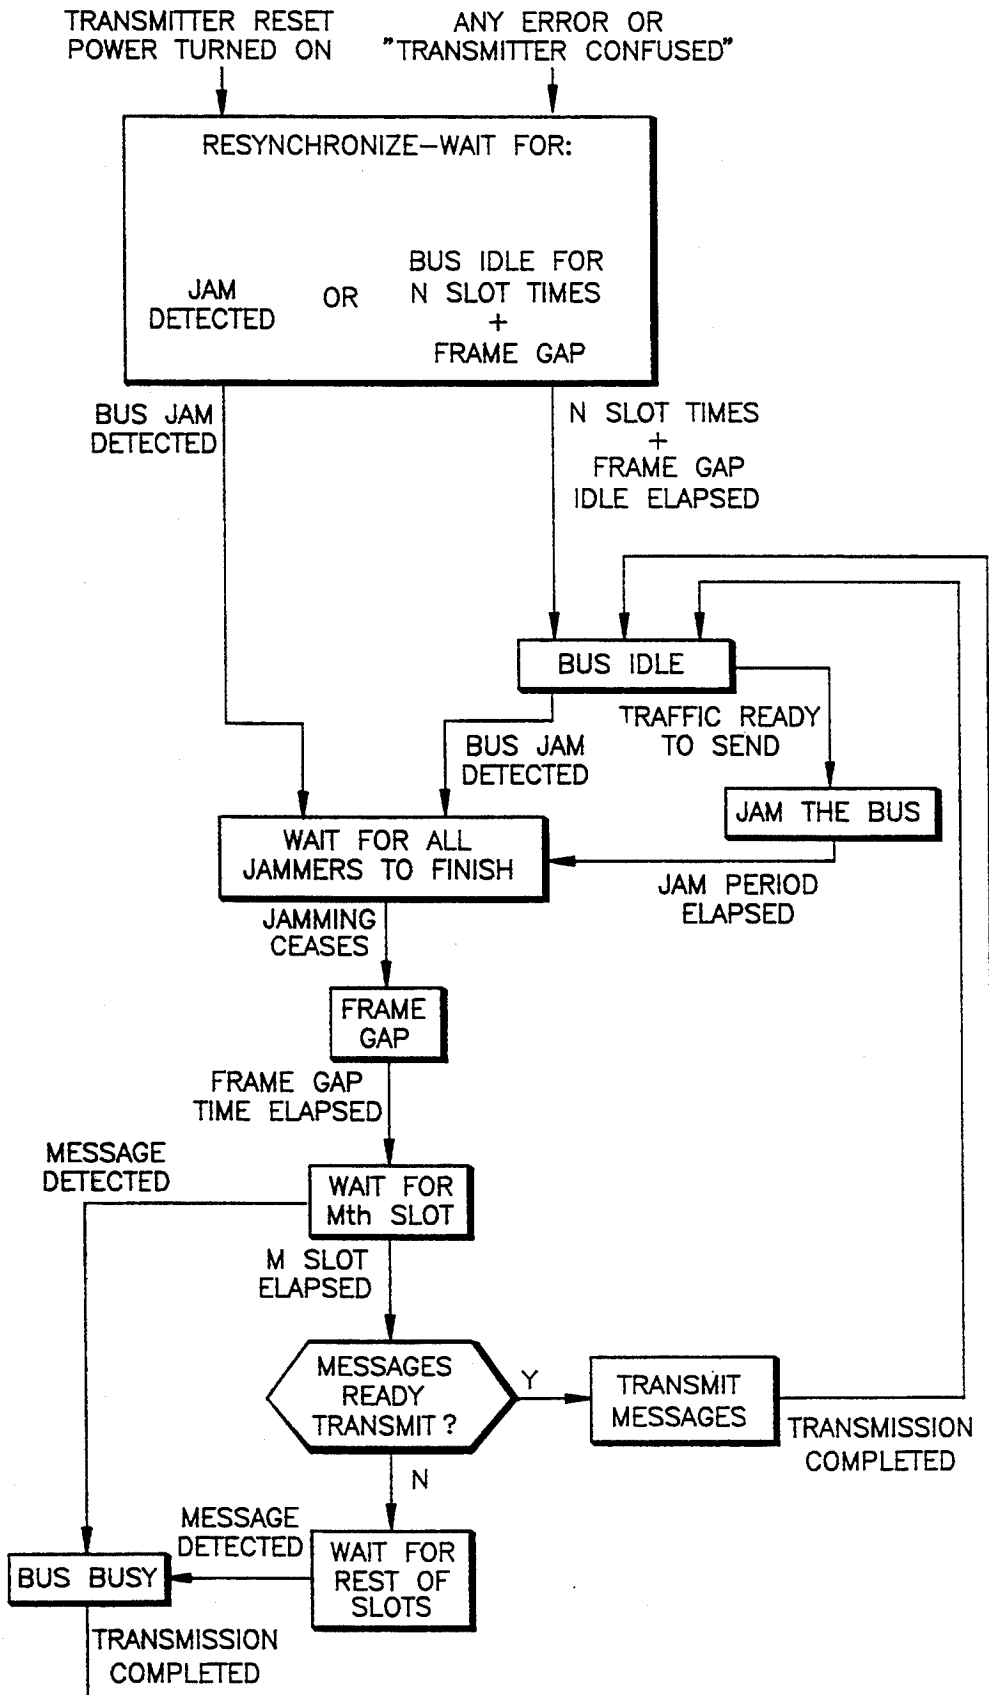 TRANSMITTER RESET
POWER TURNED ON
ANY ERROR OR
"TRANSMITTER CONFUSED"
RESYNCHRONIZE-WAIT FOR:
JAM
DETECTED
OR
BUS IDLE FOR
N SLOT TIMES
+
FRAME GAP
BUS JAM
DETECTED
N SLOT TIMES
+
FRAME GAP
IDLE ELAPSED
BUS IDLE
TRAFFIC READY
TO SEND
BUS JAM
DETECTED
JAM THE BUS
WAIT FOR ALL
JAMMERS TO FINISH
JAM PERIOD
ELAPSED
JAMMING
CEASES
FRAME
GAP
FRAME GAP
TIME ELAPSED
MESSAGE
DETECTED
WAIT FOR
Mth SLOT
M SLOT
ELAPSED
MESSAGES
READY
TRANSMIT?
Y
TRANSMIT
MESSAGES
TRANSMISSION
COMPLETED
N
MESSAGE
DETECTED
WAIT FOR
REST OF
SLOTS
BUS BUSY
TRANSMISSION
COMPLETED